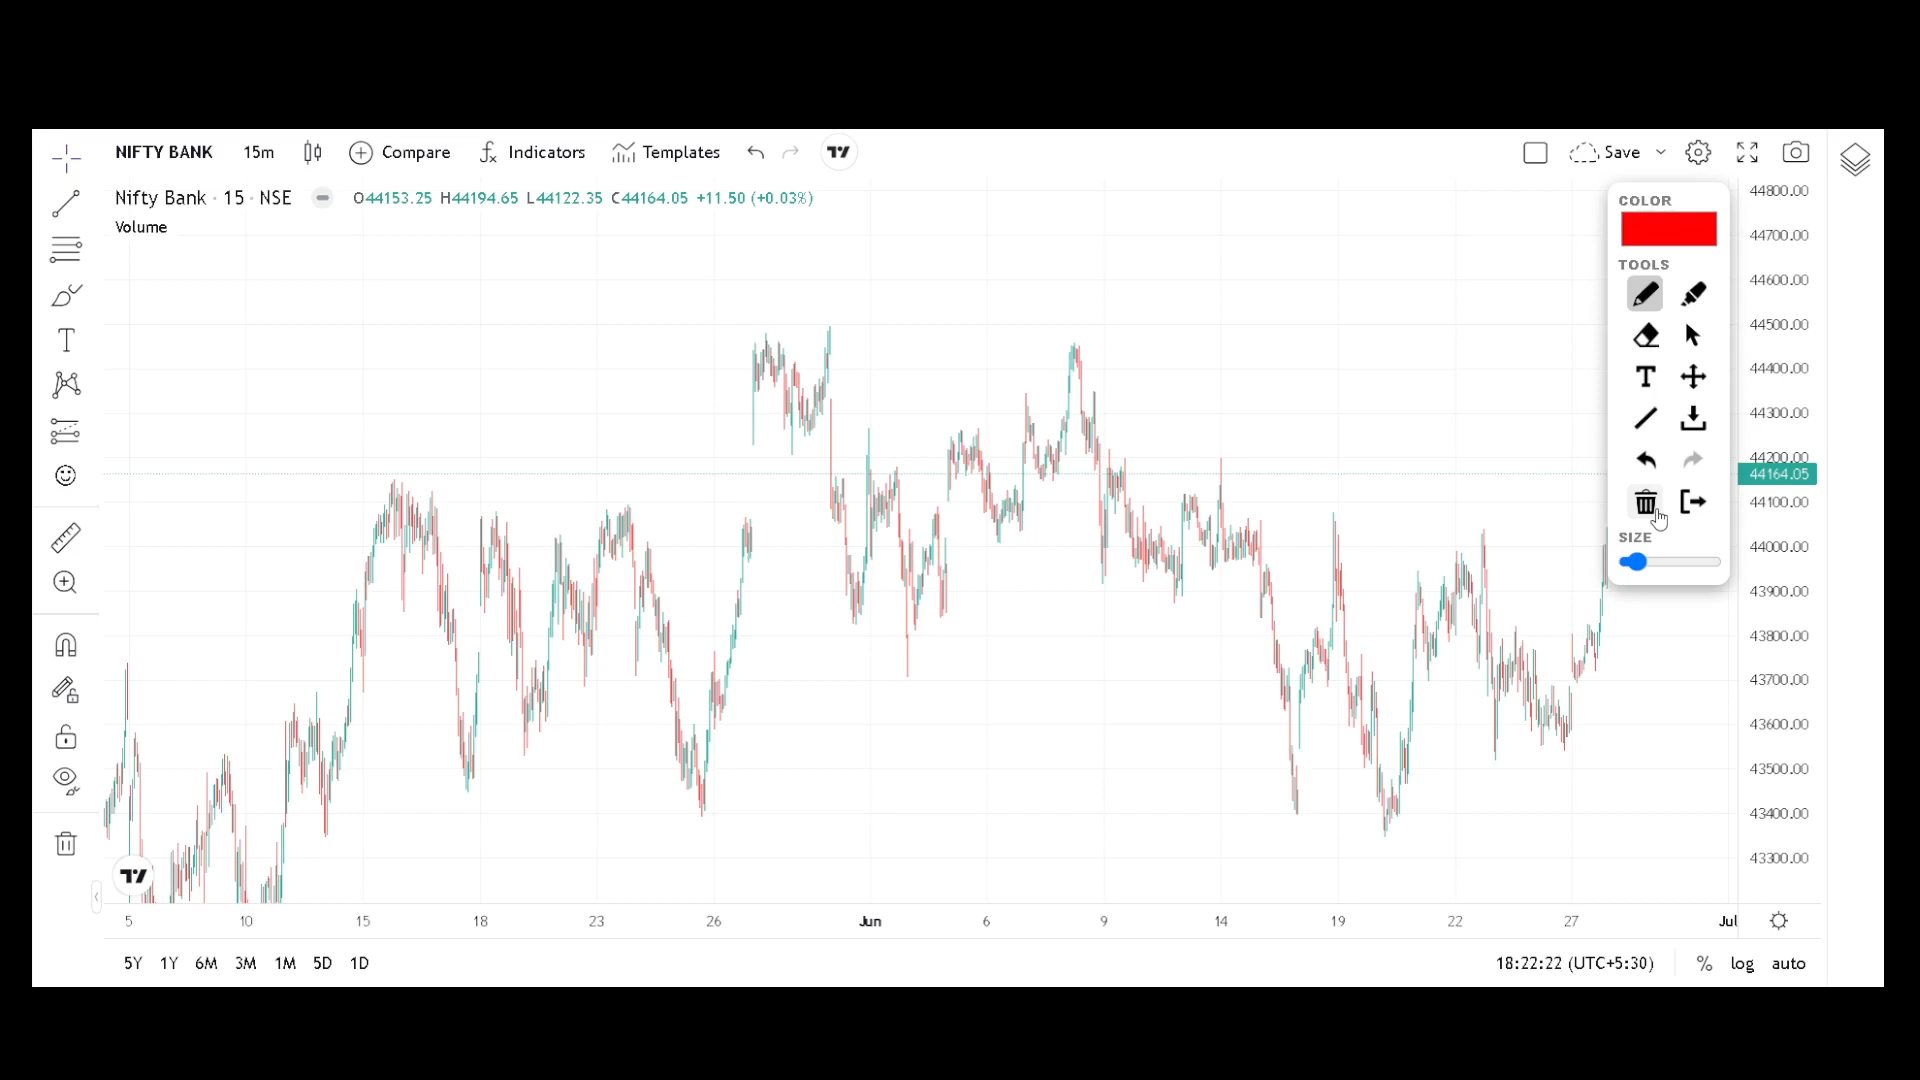 NIFTY BANK 15m Compare Indicators Templates Save
Nifty Bank · 15 · NSE O44153.25 H44194.65 L44122.35 C44164.05 +11.50 (+0.03%)
Volume
COLOR
TOOLS
SIZE
44800.00
44700.00
44600.00
44500.00
44400.00
44300.00
44200.00
44164.05
44100.00
44000.00
43900.00
43800.00
43700.00
43600.00
43500.00
43400.00
43300.00
5 10 15 18 23 26 Jun 6 9 14 19 22 27 Jul
5Y 1Y 6M 3M 1M 5D 1D 18:22:22 (UTC+5:30) % log auto